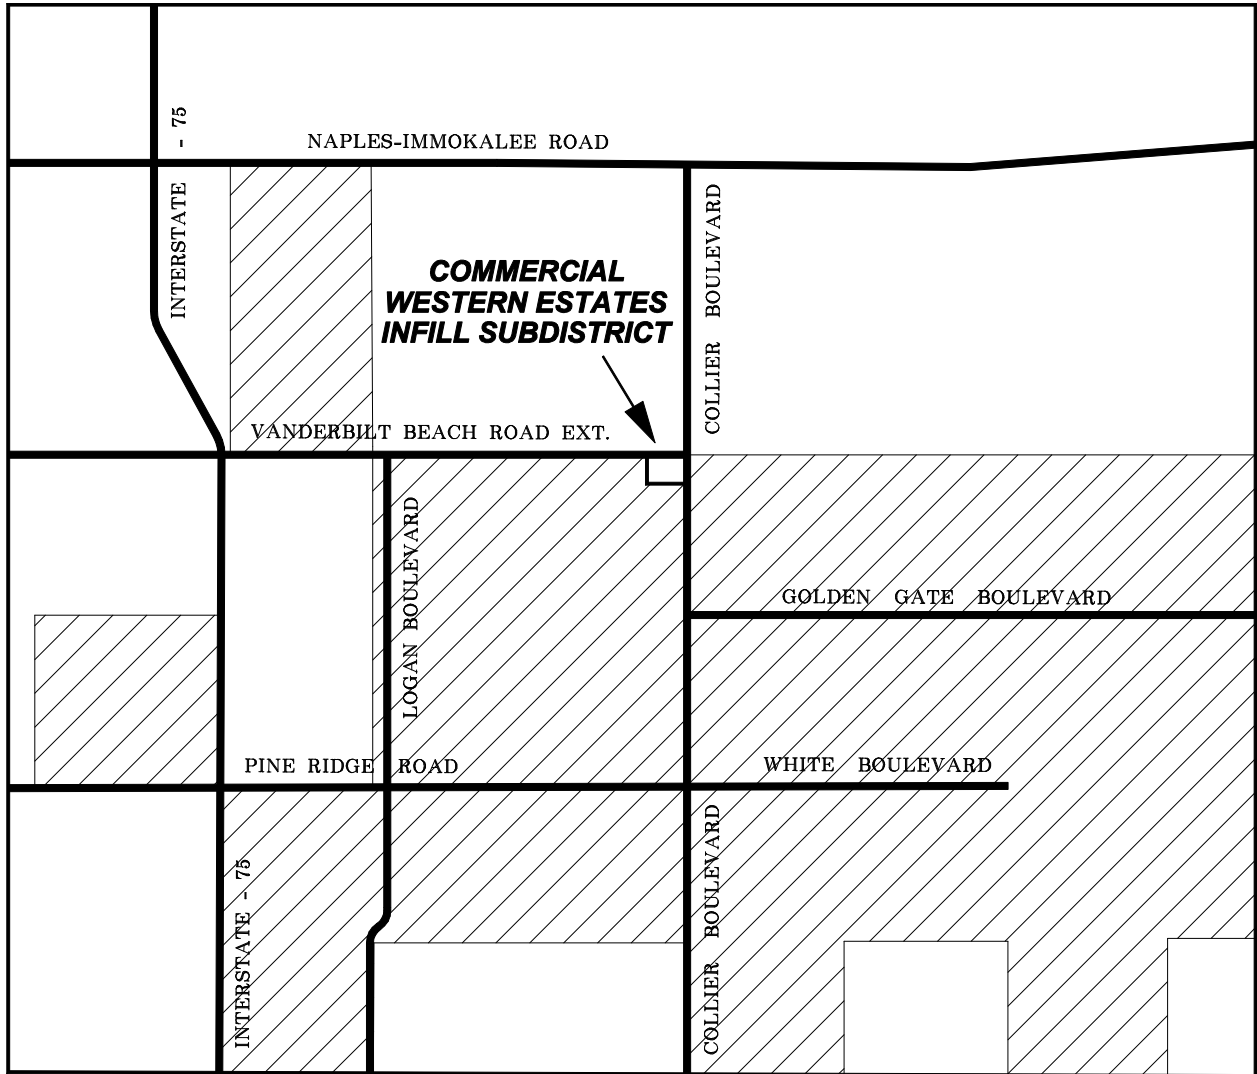 INTERSTATE - 75
NAPLES-IMMOKALEE ROAD
COLLIER BOULEVARD
COMMERCIAL
WESTERN ESTATES
INFILL SUBDISTRICT
VANDERBILT BEACH ROAD EXT.
LOGAN BOULEVARD
GOLDEN GATE BOULEVARD
PINE RIDGE ROAD
WHITE BOULEVARD
INTERSTATE - 75
COLLIER BOULEVARD